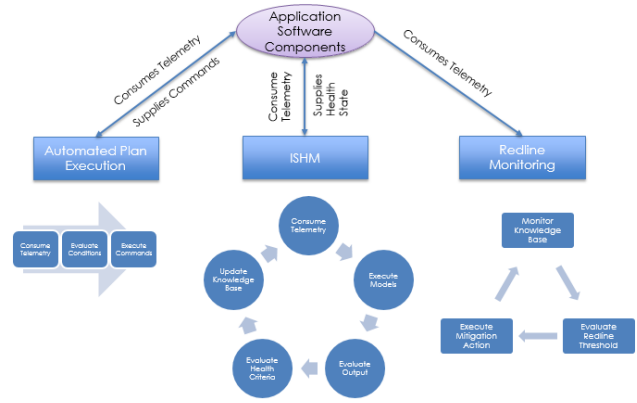 Application
Software
Components
Consumes Telemetry
Supplies Commands
Consume
Telemetry
Supplies
Health
State
Consumes Telemetry
Automated Plan
Execution
ISHM
Redline
Monitoring
Consume
Telemetry
Evaluate
Conditions
Execute
Commands
Consume
Telemetry
Execute
Models
Evaluate
Output
Evaluate
Health
Criteria
Update
Knowledge
Base
Monitor
Knowledge
Base
Evaluate
Redline
Threshold
Execute
Mitigation
Action